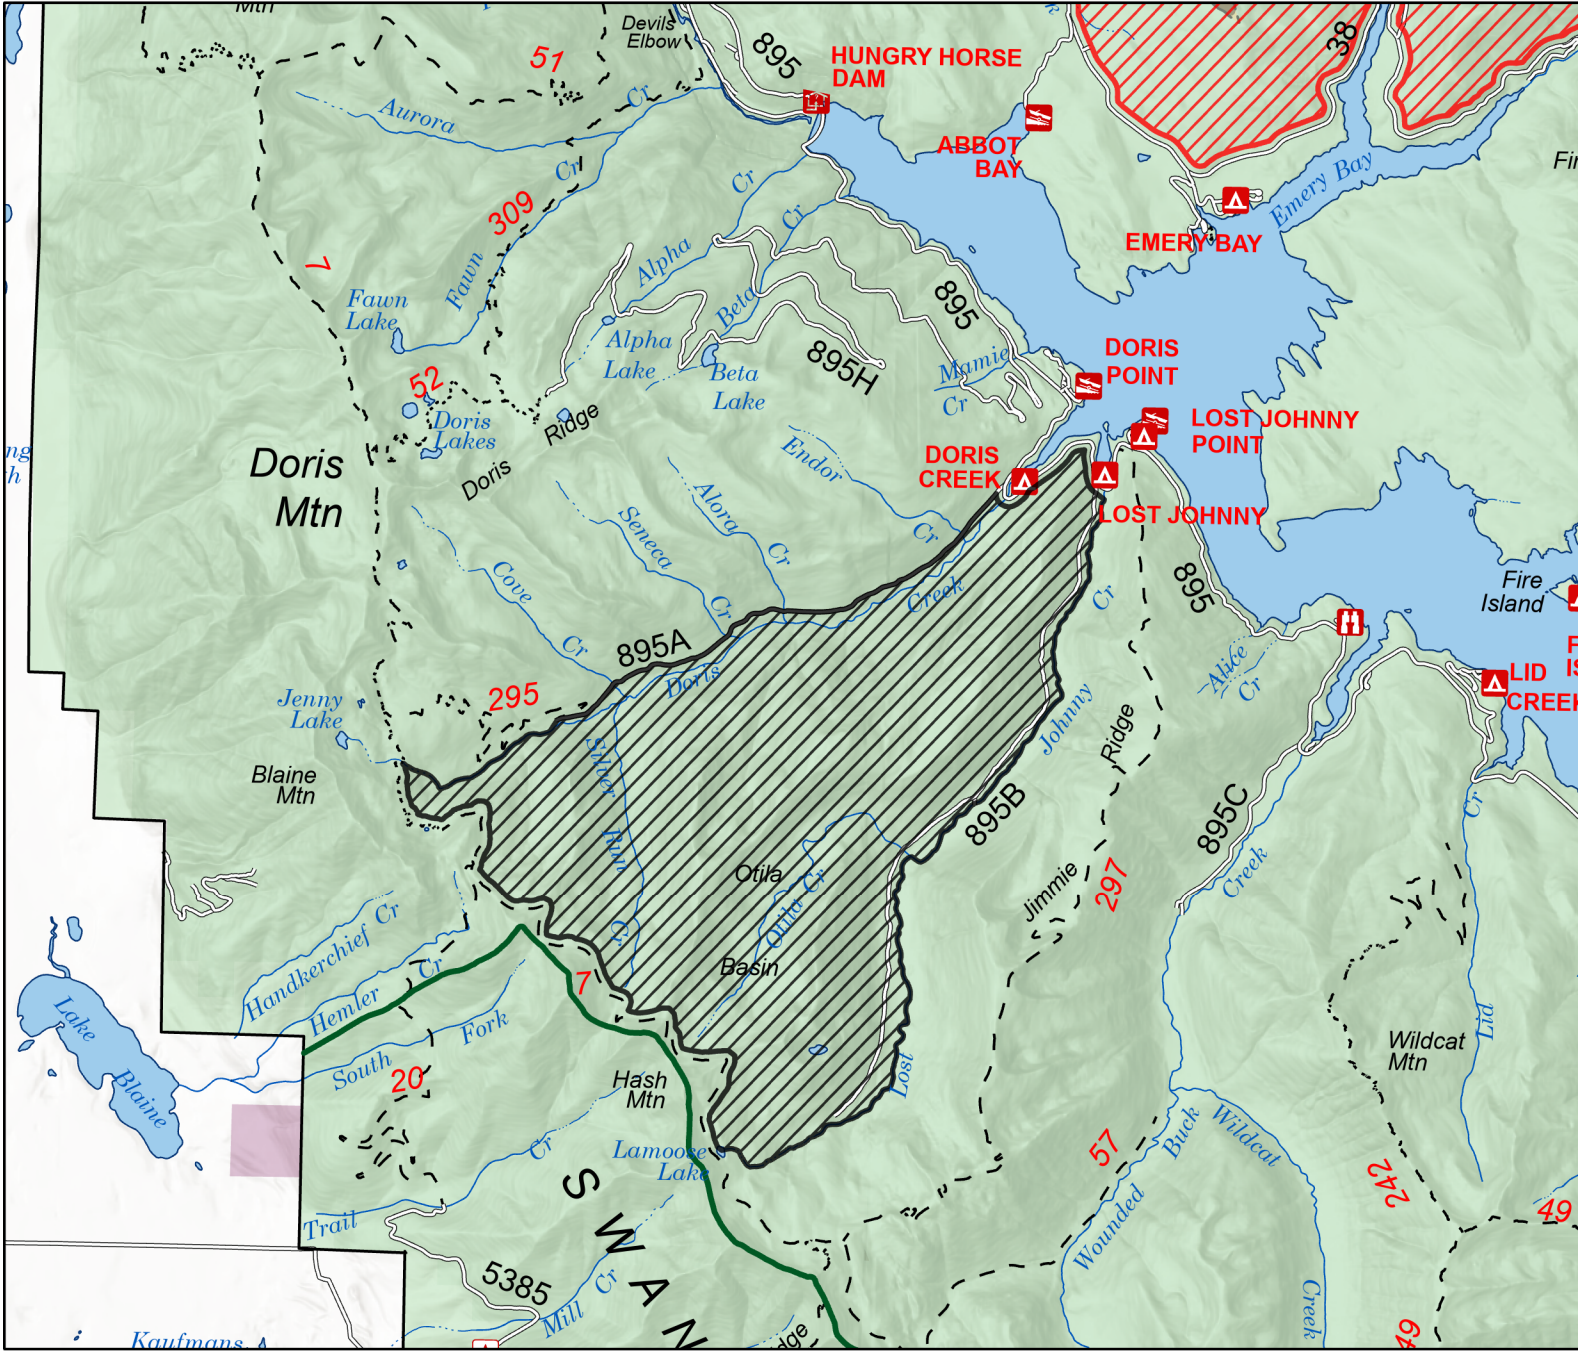 Mtn
Devils
Elbow
895
38
51
HUNGRY HORSE
DAM
Aurora
Cr
ABBOT
BAY
Cr
309
Cr
Cr
Emery Bay
EMERY BAY
7
Fawn
Alpha
Fawn
Lake
Beta
895
Alpha
Lake
895H
Mamie
Cr
DORIS
POINT
Beta
Lake
52
Doris
Lakes
Ridge
Doris
LOST JOHNNY
POINT
Endor
Cr
DORIS
CREEK
Doris
Mtn
Alora
Cr
Seneca
Cr
LOST JOHNNY
Cove
Cr
Creek
Cr
895
Fire
Island
895A
Doris
295
Alice
Cr
LID
CREEK
Jenny
Lake
Johnny
Ridge
Blaine
Mtn
Silver
Run
Cr
895B
895C
Cr
Otila
Otila Cr
Basin
Jimmie
297
Creek
Handkerchief Cr
Hemler
Cr
7
South
Fork
Lake
Blaine
Lid
Wildcat
Mtn
20
Hash
Mtn
Lost
Cr
Lamoose
Lake
57
Buck
Wildcat
242
49
Trail
Wounded
S W A N
5385
Mill
Cr
Creek
49
Kaufmans